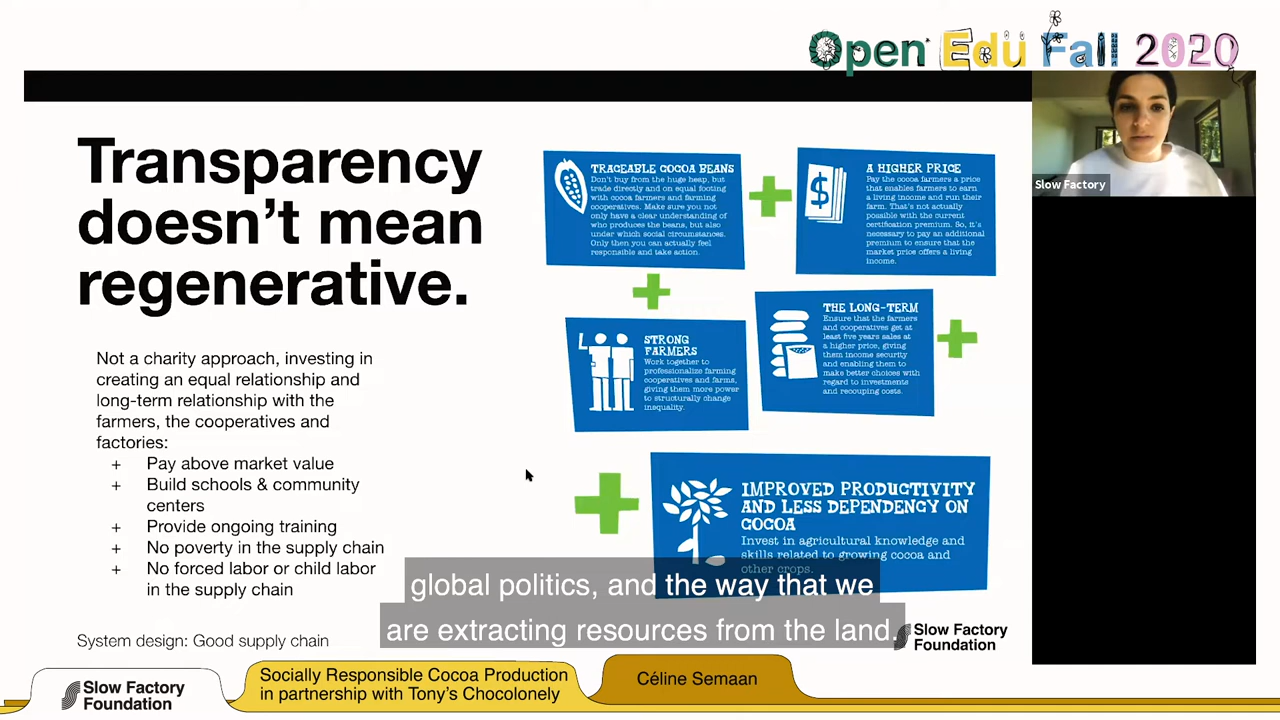 Open Edu Fall 2020
Transparency
doesn't mean
regenerative.
Not a charity approach, investing in
creating an equal relationship and
long-term relationship with the
farmers, the cooperatives and
factories:
+ Pay above market value
+ Build schools & community
centers
+ Provide ongoing training
+ No poverty in the supply chain
+ No forced labor or child labor
in the supply chain
System design: Good supply chain
TRACEABLE COCOA BEANS
Don't buy from the huge heap, but
trade directly and on equal footing
with cocoa farmers and farming
cooperatives. Make sure you not
only have a clear understanding of
who produces the beans, but also
under which social circumstances.
Only then you can actually feel
responsible and take action.
$
A HIGHER PRICE
Pay the cocoa farmers a price
that enables farmers to earn
a living income and run their
farm. That's not actually
possible with the current
certification premium. So, it's
necessary to pay an additional
premium to ensure that the
market price offers a living
income.
STRONG
FARMERS
Work together to
professionalize farming
cooperatives and farms,
giving them more power
to structurally change
inequality.
THE LONG-TERM
Ensure that the farmers
and cooperatives get at
least five years sales at
a higher price, giving
them income security
and enabling them to
make better choices with
regard to investments
and recouping costs.
IMPROVED PRODUCTIVITY
AND LESS DEPENDENCY ON
COCOA
Invest in agricultural knowledge and
skills related to growing cocoa and
other crops.
global politics, and the way that we
are extracting resources from the land.
Slow Factory
Foundation
Slow Factory
Slow Factory
Foundation
Socially Responsible Cocoa Production
in partnership with Tony's Chocolonely
Céline Semaan